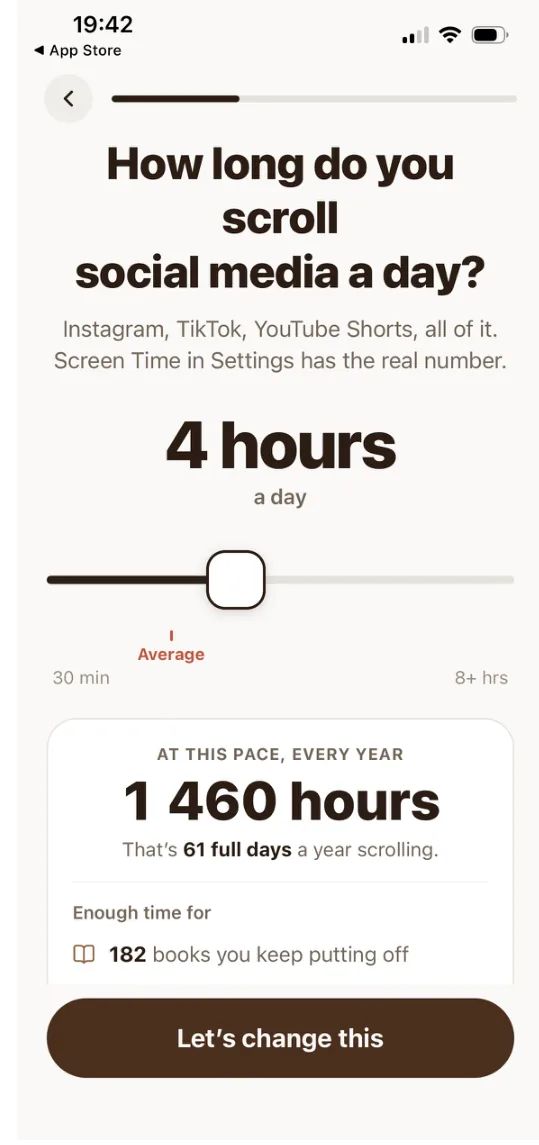 19:42
◀ App Store
How long do you
scroll
social media a day?
Instagram, TikTok, YouTube Shorts, all of it.
Screen Time in Settings has the real number.
4 hours
a day
Average
30 min
8+ hrs
AT THIS PACE, EVERY YEAR
1 460 hours
That’s 61 full days a year scrolling.
Enough time for
182 books you keep putting off
Let’s change this